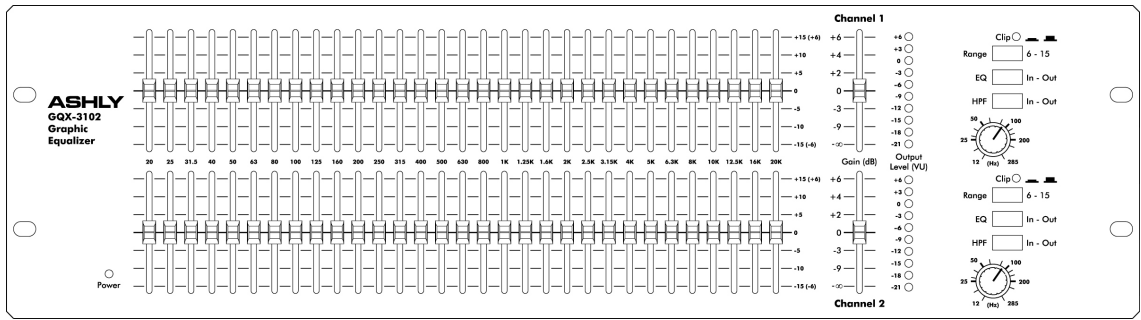 Channel 1
ASHLY
GQX-3102
Graphic
Equalizer
+15 (+6)
+10
+5
0
-5
-10
-15 (-6)
+6
+4
+2
0
-3
-9
-∞
+6
+3
0
-3
-6
-9
-12
-15
-18
-21
Clip
Range 6 - 15
EQ In - Out
HPF In - Out
50 100
25 200
12 (Hz) 285
20 25 31.5 40 50 63 80 100 125 160 200 250 315 400 500 630 800 1K 1.25K 1.6K 2K 2.5K 3.15K 4K 5K 6.3K 8K 10K 12.5K 16K 20K
Gain (dB)
Output
Level (VU)
+15 (+6)
+10
+5
0
-5
-10
-15 (-6)
+6
+4
+2
0
-3
-9
-∞
+6
+3
0
-3
-6
-9
-12
-15
-18
-21
Clip
Range 6 - 15
EQ In - Out
HPF In - Out
50 100
25 200
12 (Hz) 285
Power
Channel 2